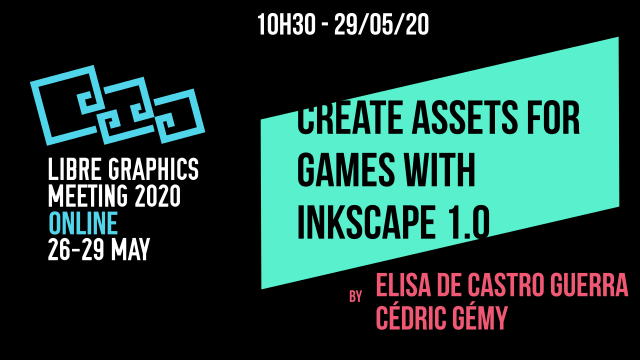 10H30 - 29/05/20
LIBRE GRAPHICS
MEETING 2020
ONLINE
26-29 MAY
CREATE ASSETS FOR
GAMES WITH
INKSCAPE 1.0
BY ELISA DE CASTRO GUERRA
CÉDRIC GÉMY